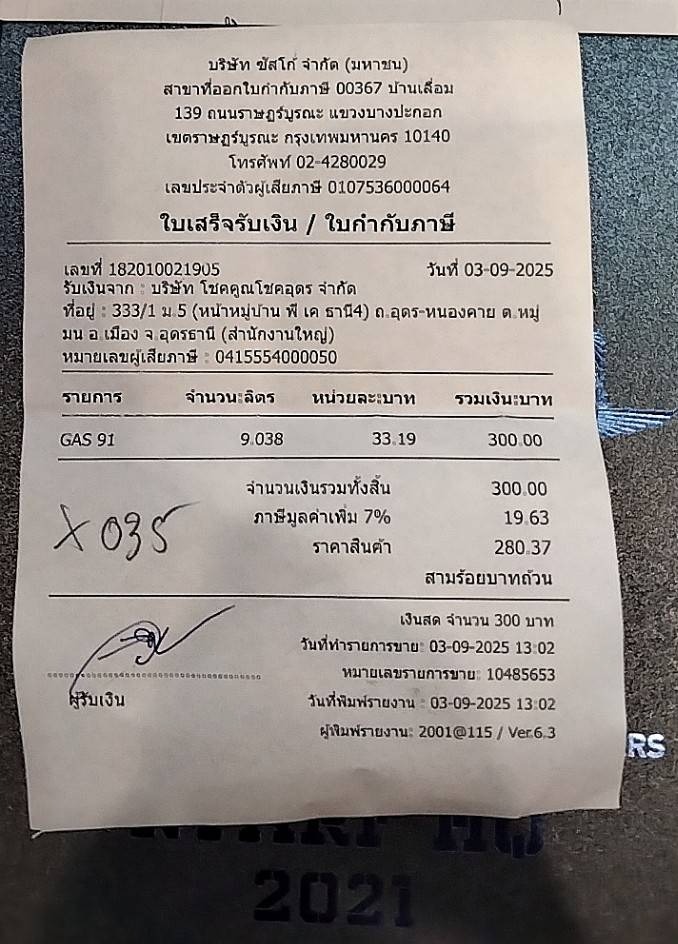 บริษัท ซัสโก้ จำกัด (มหาชน)
สาขาที่ออกใบกำกับภาษี 00367 บ้านเลื่อม
139 ถนนราษฎร์บูรณะ แขวงบางปะกอก
เขตราษฎร์บูรณะ กรุงเทพมหานคร 10140
โทรศัพท์ 02-4280029
เลขประจำตัวผู้เสียภาษี 0107536000064
ใบเสร็จรับเงิน / ใบกำกับภาษี
เลขที่ 182010021905 วันที่ 03-09-2025
รับเงินจาก : บริษัท โชคคูณโชคอุดร จำกัด
ที่อยู่ : 333/1 ม.5 (หน้าหมู่บ้าน พี เค ธานี4) ถ.อุดร-หนองคาย ต.หมู
มน อ.เมือง จ.อุดรธานี (สำนักงานใหญ่)
หมายเลขผู้เสียภาษี : 0415554000050
รายการ จำนวน:ลิตร หน่วยละ:บาท รวมเงิน:บาท
GAS 91 9.038 33.19 300.00
จำนวนเงินรวมทั้งสิ้น 300.00
ภาษีมูลค่าเพิ่ม 7% 19.63
X 035
ราคาสินค้า 280.37
สามร้อยบาทถ้วน
เงินสด จำนวน 300 บาท
วันที่ทำรายการขาย: 03-09-2025 13:02
หมายเลขรายการขาย: 10485653
ผู้รับเงิน วันที่พิมพ์รายงาน : 03-09-2025 13:02
ผู้พิมพ์รายงาน: 2001@115 / Ver.6.3
RS
HQ
2021